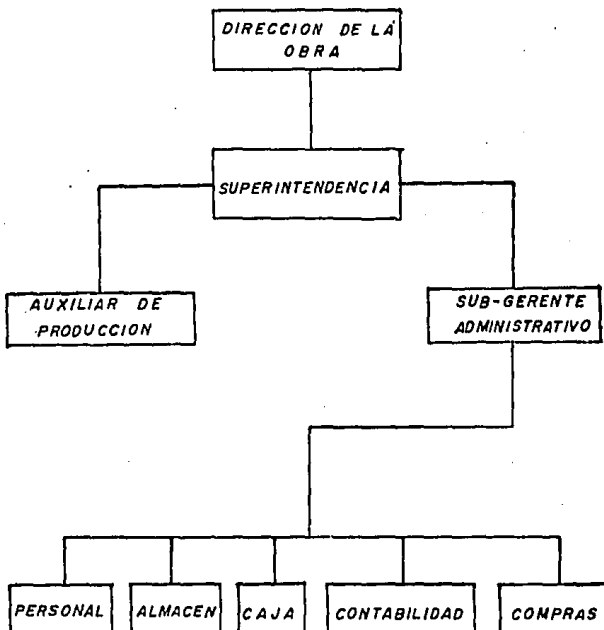 DIRECCION DE LA
OBRA
SUPERINTENDENCIA
AUXILIAR DE
PRODUCCION
SUB-GERENTE
ADMINISTRATIVO
PERSONAL
ALMACEN
CAJA
CONTABILIDAD
COMPRAS